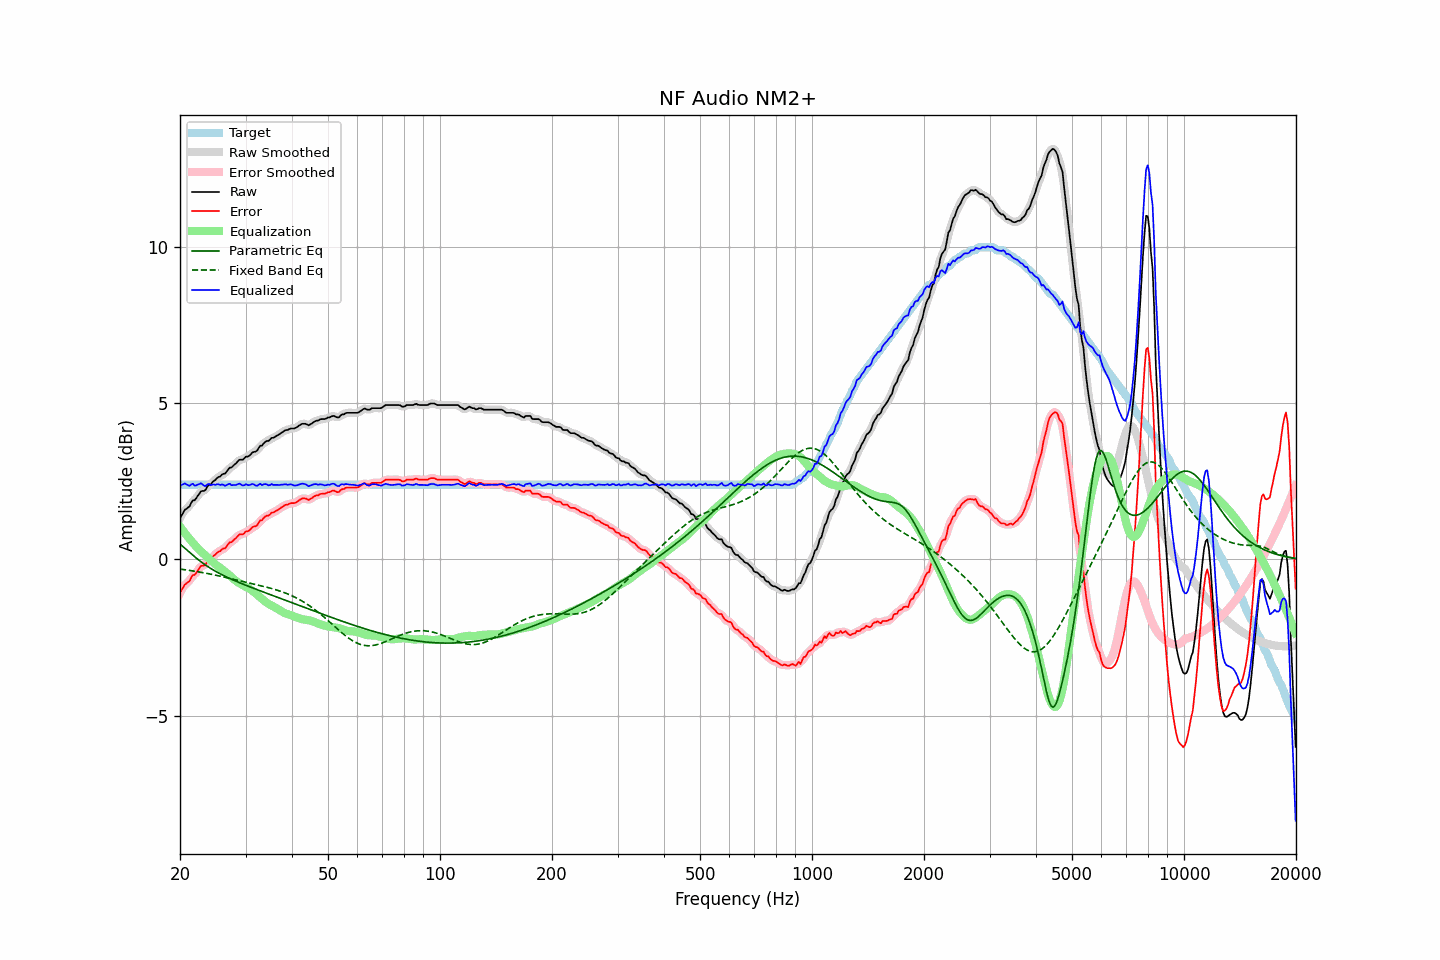 NF Audio NM2+
Target
Raw Smoothed
Error Smoothed
Raw
Error
Equalization
Parametric Eq
Fixed Band Eq
Equalized
10
5
0
−5
Amplitude (dBr)
20 50 100 200 500 1000 2000 5000 10000 20000
Frequency (Hz)